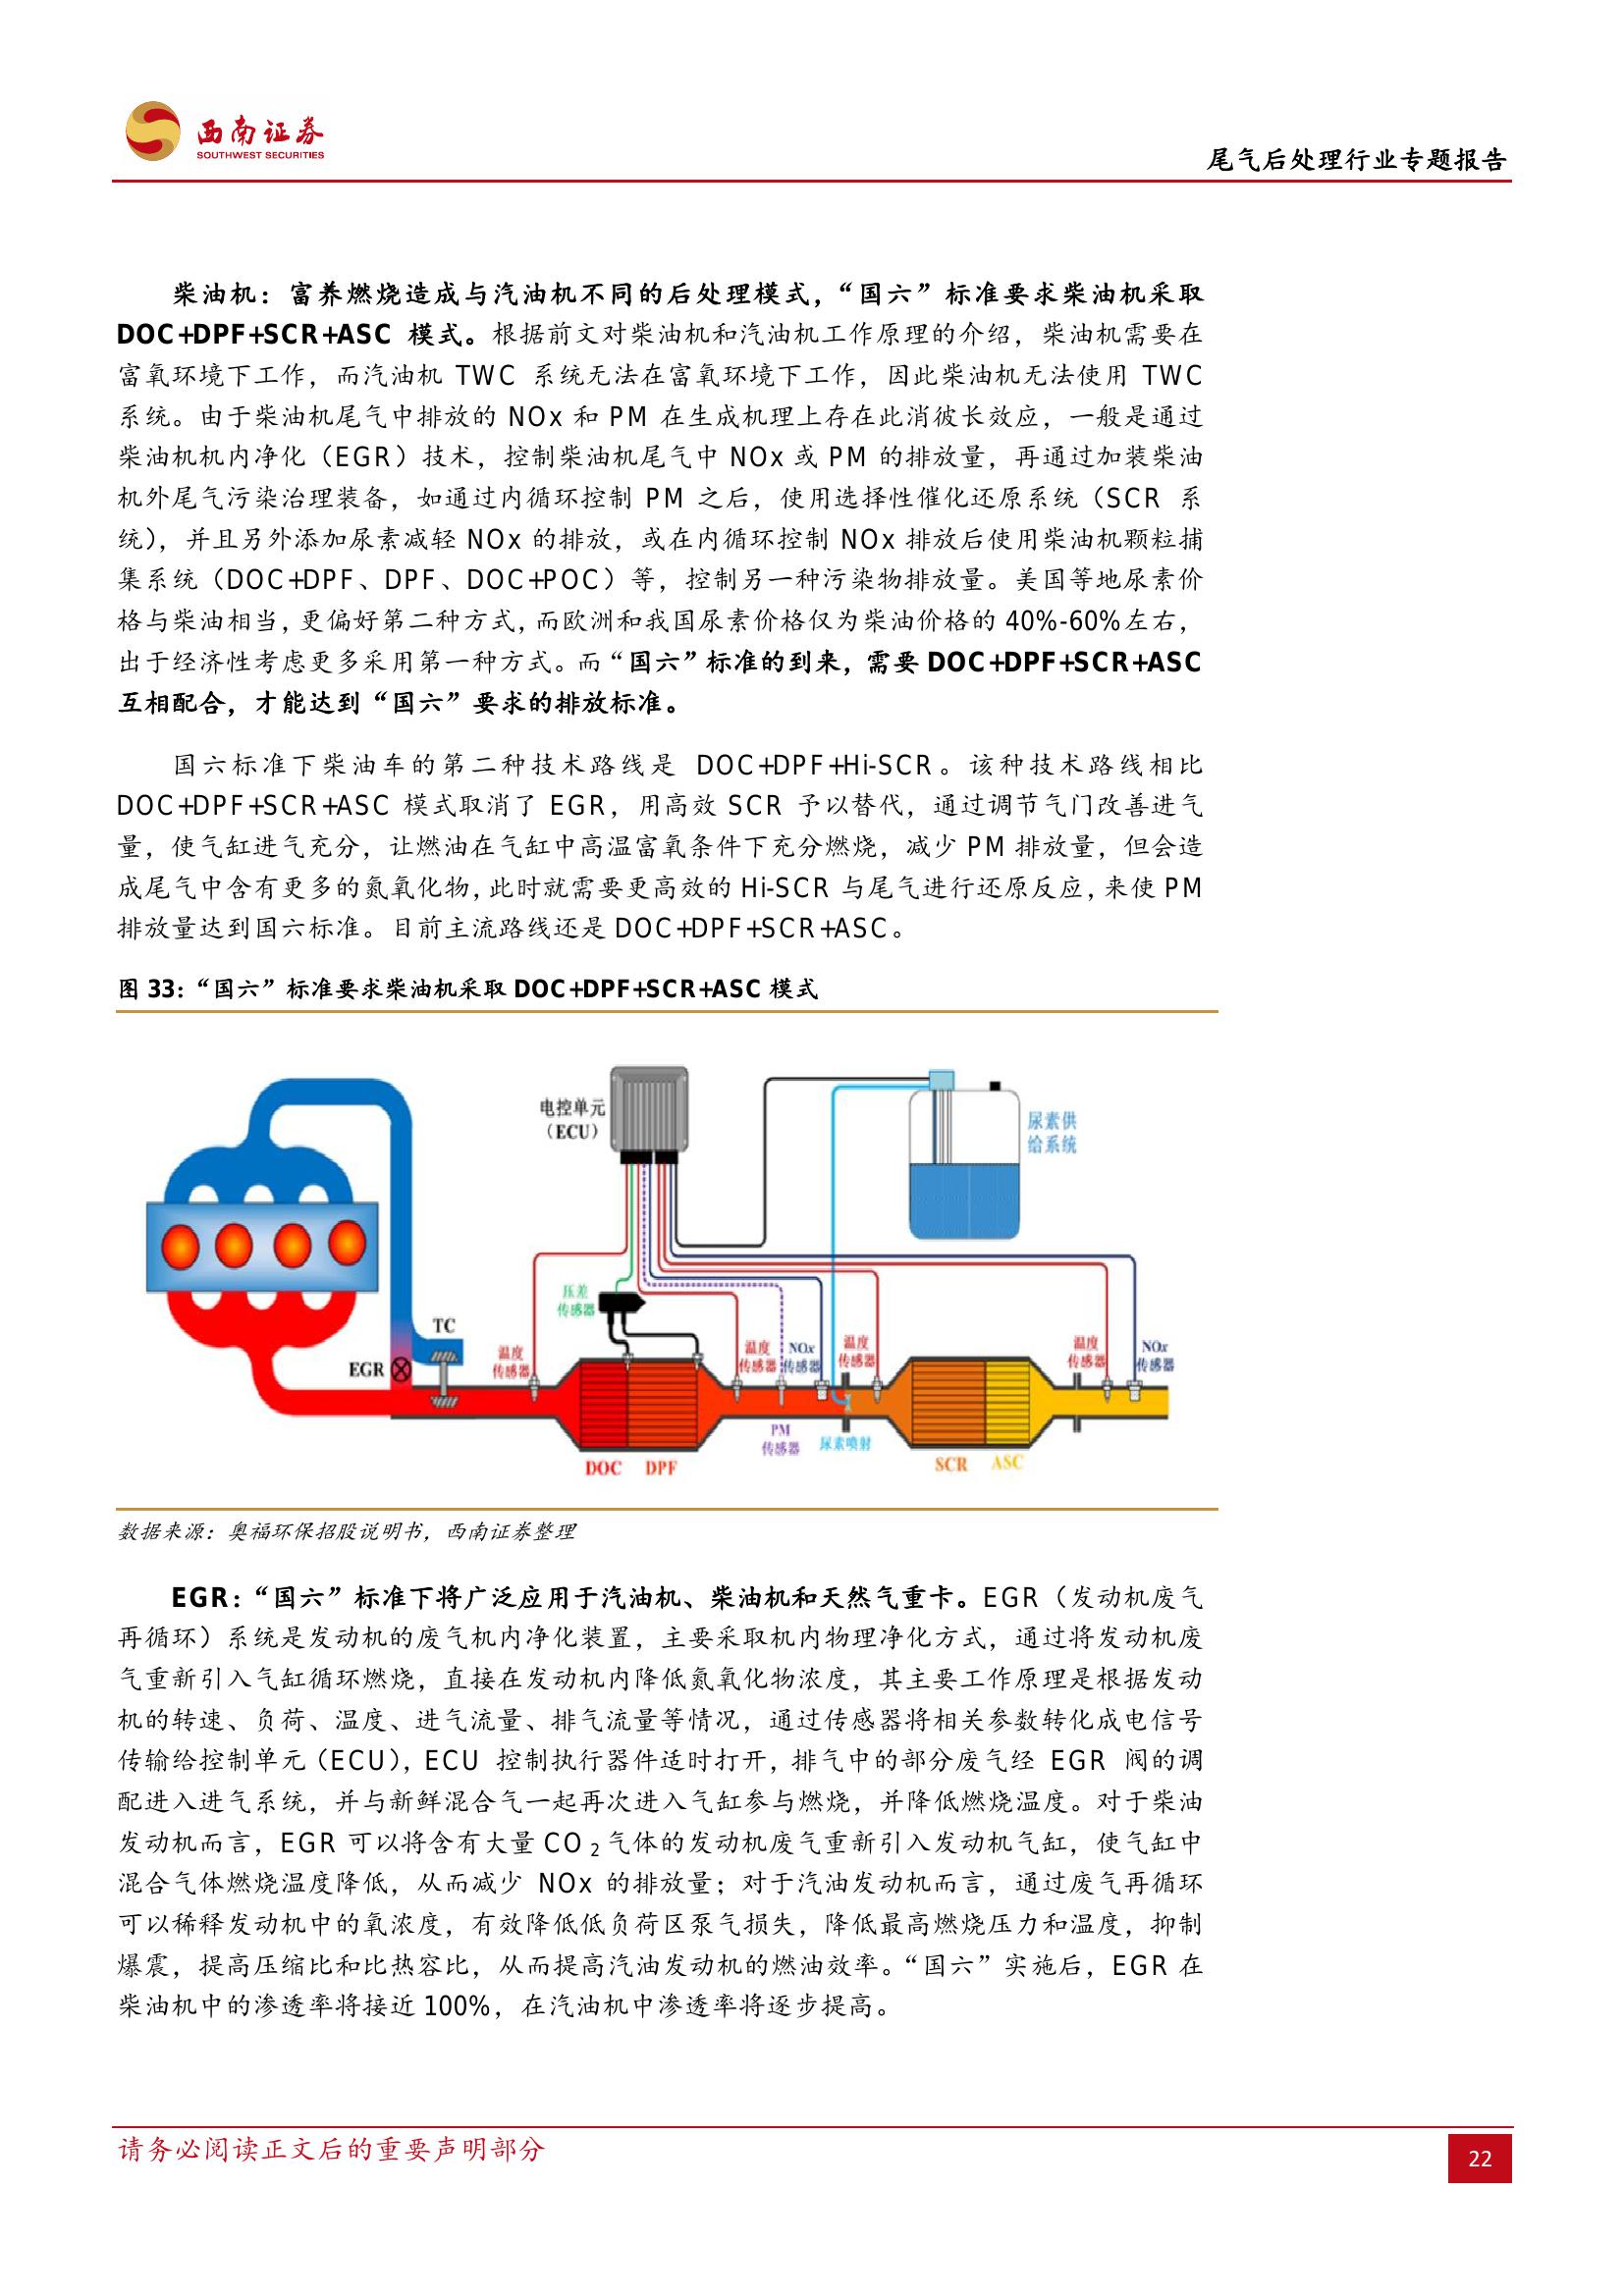 西南证券
SOUTHWEST SECURITIES
尾气后处理行业专题报告
柴油机：富养燃烧造成与汽油机不同的后处理模式，“国六”标准要求柴油机采取
DOC+DPF+SCR+ASC 模式。根据前文对柴油机和汽油机工作原理的介绍，柴油机需要在
富氧环境下工作，而汽油机 TWC 系统无法在富氧环境下工作，因此柴油机无法使用 TWC
系统。由于柴油机尾气中排放的 NOx 和 PM 在生成机理上存在此消彼长效应，一般是通过
柴油机机内净化（EGR）技术，控制柴油机尾气中 NOx 或 PM 的排放量，再通过加装柴油
机外尾气污染治理装备，如通过内循环控制 PM 之后，使用选择性催化还原系统（SCR 系
统），并且另外添加尿素减轻 NOx 的排放，或在内循环控制 NOx 排放后使用柴油机颗粒捕
集系统（DOC+DPF、DPF、DOC+POC）等，控制另一种污染物排放量。美国等地尿素价
格与柴油相当，更偏好第二种方式，而欧洲和我国尿素价格仅为柴油价格的 40%-60%左右，
出于经济性考虑更多采用第一种方式。而“国六”标准的到来，需要 DOC+DPF+SCR+ASC
互相配合，才能达到“国六”要求的排放标准。
国六标准下柴油车的第二种技术路线是 DOC+DPF+Hi-SCR。该种技术路线相比
DOC+DPF+SCR+ASC 模式取消了 EGR，用高效 SCR 予以替代，通过调节气门改善进气
量，使气缸进气充分，让燃油在气缸中高温富氧条件下充分燃烧，减少 PM 排放量，但会造
成尾气中含有更多的氮氧化物，此时就需要更高效的 Hi-SCR 与尾气进行还原反应，来使 PM
排放量达到国六标准。目前主流路线还是 DOC+DPF+SCR+ASC。
图 33：“国六”标准要求柴油机采取 DOC+DPF+SCR+ASC 模式
电控单元
（ECU）
尿素供
给系统
压差
传感器
TC
EGR
温度
传感器
温度
传感器
NOx
传感器
温度
传感器
温度
传感器
NOx
传感器
PM
传感器
尿素喷射
DOC DPF
SCR ASC
数据来源：奥福环保招股说明书，西南证券整理
EGR：“国六”标准下将广泛应用于汽油机、柴油机和天然气重卡。EGR（发动机废气
再循环）系统是发动机的废气机内净化装置，主要采取机内物理净化方式，通过将发动机废
气重新引入气缸循环燃烧，直接在发动机内降低氮氧化物浓度，其主要工作原理是根据发动
机的转速、负荷、温度、进气流量、排气流量等情况，通过传感器将相关参数转化成电信号
传输给控制单元（ECU），ECU 控制执行器件适时打开，排气中的部分废气经 EGR 阀的调
配进入进气系统，并与新鲜混合气一起再次进入气缸参与燃烧，并降低燃烧温度。对于柴油
发动机而言，EGR 可以将含有大量 CO₂气体的发动机废气重新引入发动机气缸，使气缸中
混合气体燃烧温度降低，从而减少 NOx 的排放量；对于汽油发动机而言，通过废气再循环
可以稀释发动机中的氧浓度，有效降低低负荷区泵气损失，降低最高燃烧压力和温度，抑制
爆震，提高压缩比和比热容比，从而提高汽油发动机的燃油效率。“国六”实施后，EGR 在
柴油机中的渗透率将接近 100%，在汽油机中渗透率将逐步提高。
请务必阅读正文后的重要声明部分
22